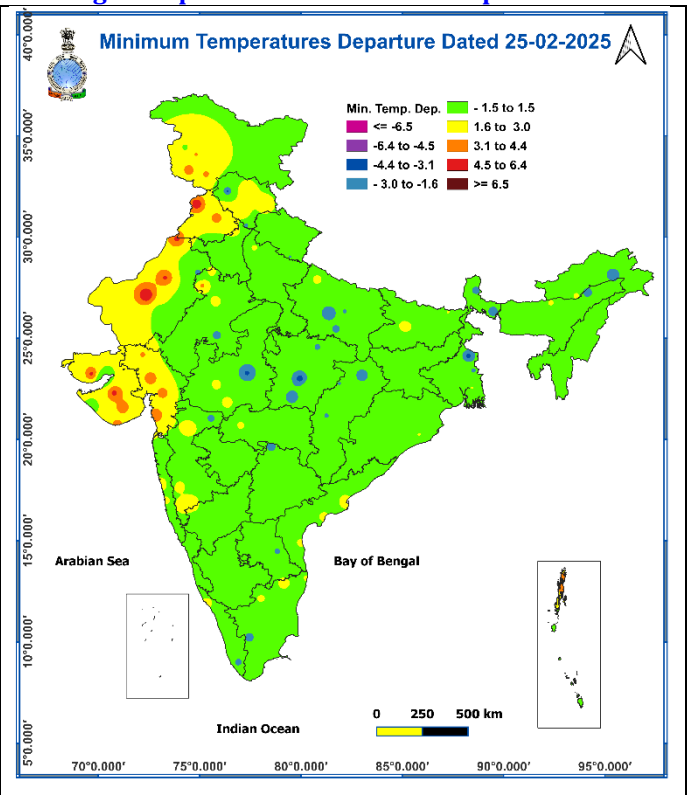 Minimum Temperatures Departure Dated 25-02-2025
Min. Temp. Dep.
<= -6.5
-6.4 to -4.5
-4.4 to -3.1
- 3.0 to -1.6
- 1.5 to 1.5
1.6 to 3.0
3.1 to 4.4
4.5 to 6.4
>= 6.5
40°0.000'
35°0.000'
30°0.000'
25°0.000'
20°0.000'
15°0.000'
10°0.000'
5°0.000'
Arabian Sea
Bay of Bengal
Indian Ocean
0 250 500 km
70°0.000' 75°0.000' 80°0.000' 85°0.000' 90°0.000' 95°0.000'